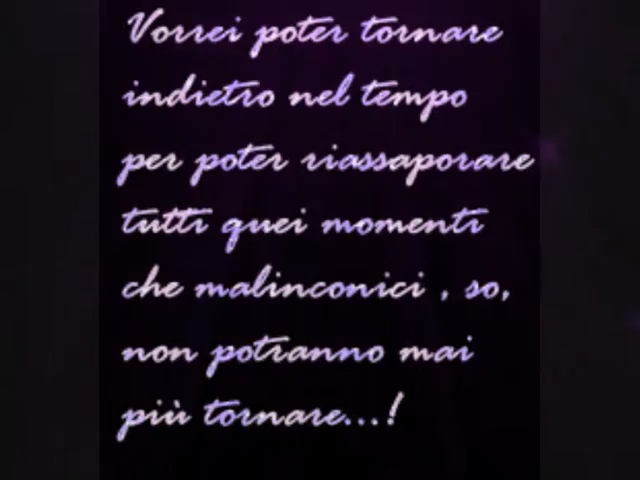 Vorrei poter tornare
indietro nel tempo
per poter riassaporare
tutti quei momenti
che malinconici , so,
non potranno mai
più tornare...!